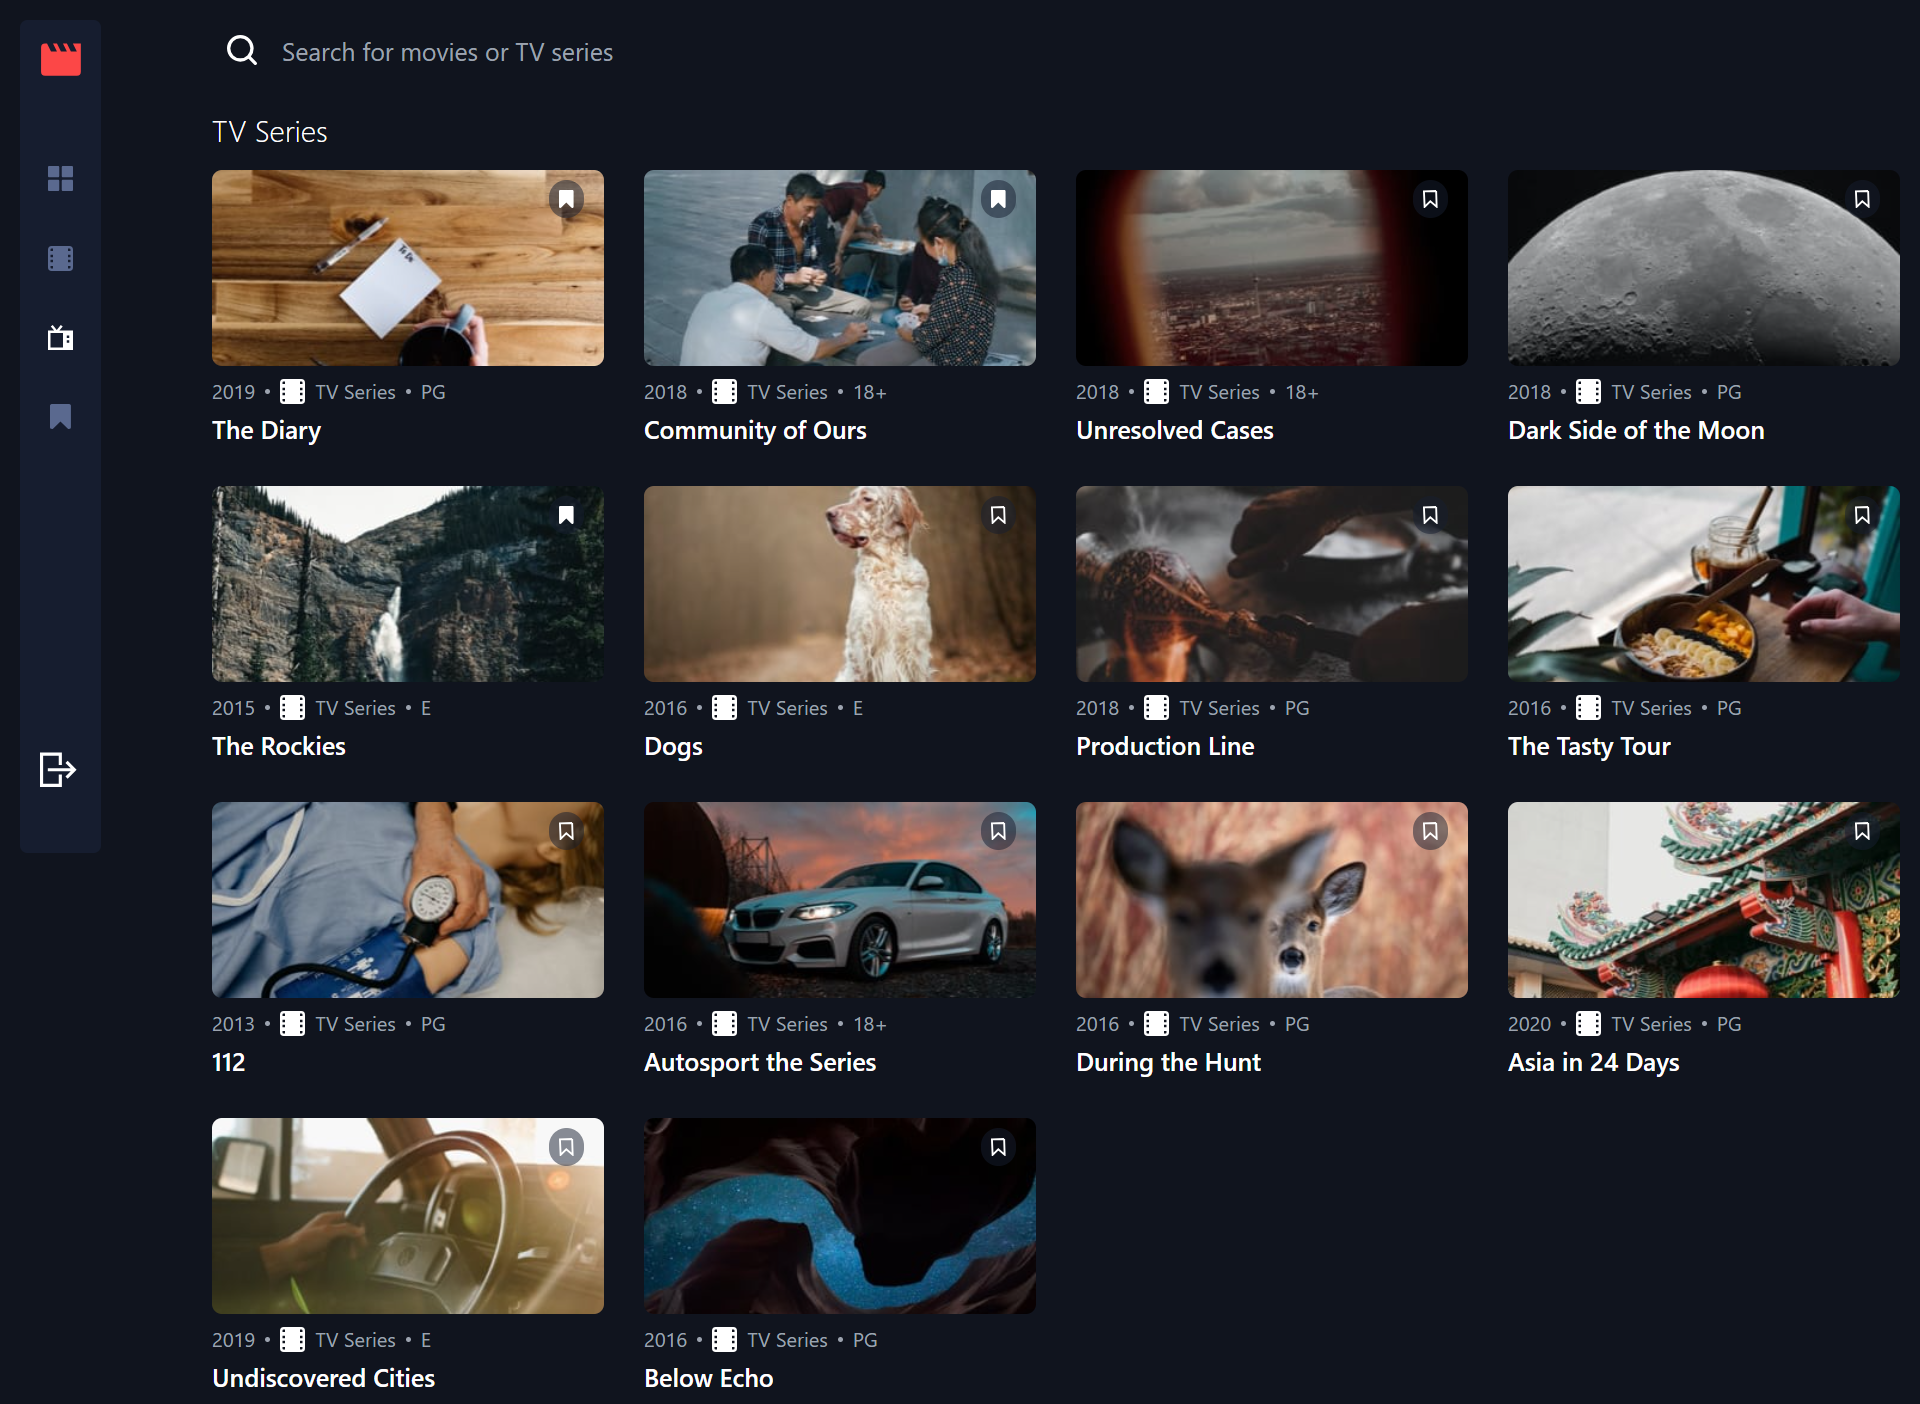 Search for movies or TV series
TV Series
To Do
2019 • TV Series • PG
The Diary
2018 • TV Series • 18+
Community of Ours
2018 • TV Series • 18+
Unresolved Cases
2018 • TV Series • PG
Dark Side of the Moon
2015 • TV Series • E
The Rockies
2016 • TV Series • E
Dogs
2018 • TV Series • PG
Production Line
2016 • TV Series • PG
The Tasty Tour
2013 • TV Series • PG
112
2016 • TV Series • 18+
Autosport the Series
2016 • TV Series • PG
During the Hunt
2020 • TV Series • PG
Asia in 24 Days
2019 • TV Series • E
Undiscovered Cities
2016 • TV Series • PG
Below Echo